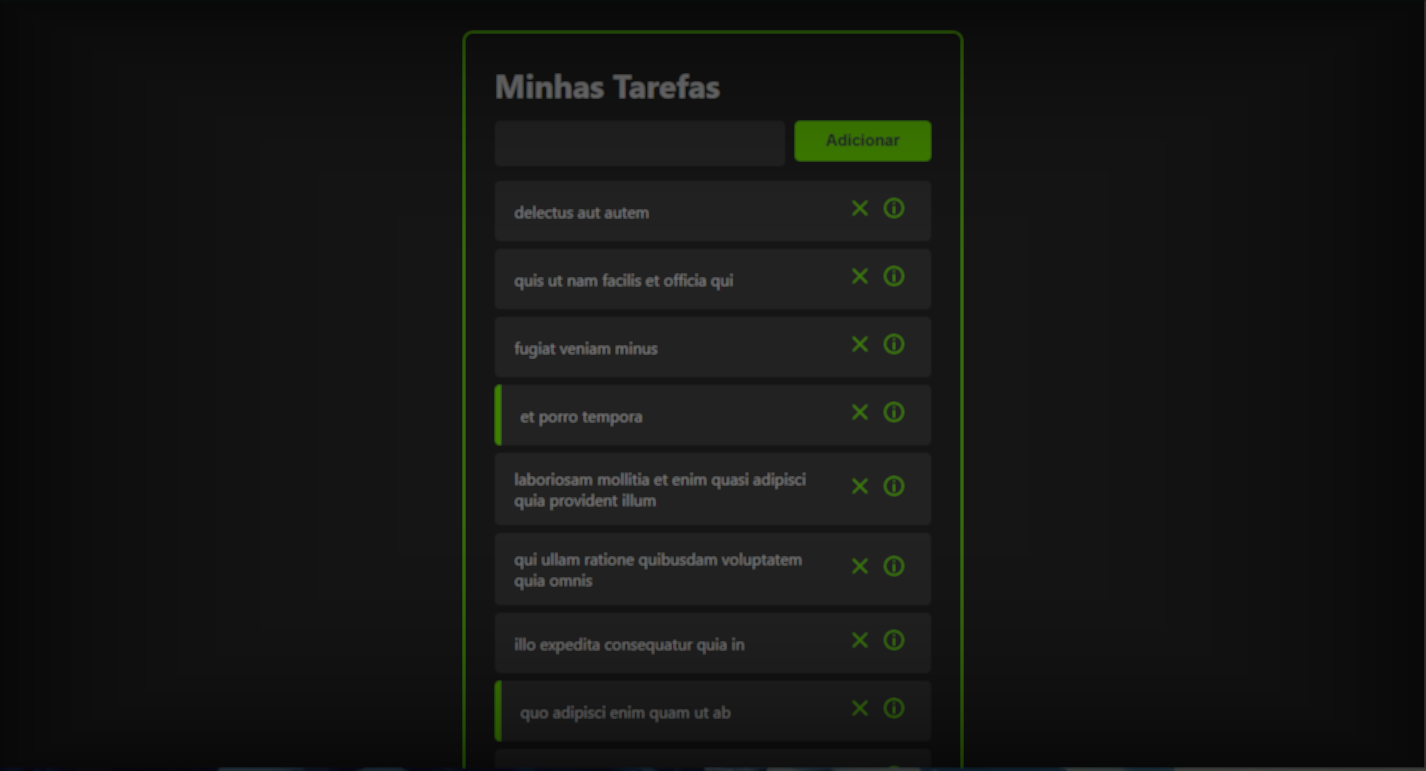 Minhas Tarefas
Adicionar
delectus aut autem
quis ut nam facilis et officia qui
fugiat veniam minus
et porro tempora
laboriosam mollitia et enim quasi adipisci
quia provident illum
qui ullam ratione quibusdam voluptatem
quia omnis
illo expedita consequatur quia in
quo adipisci enim quam ut ab